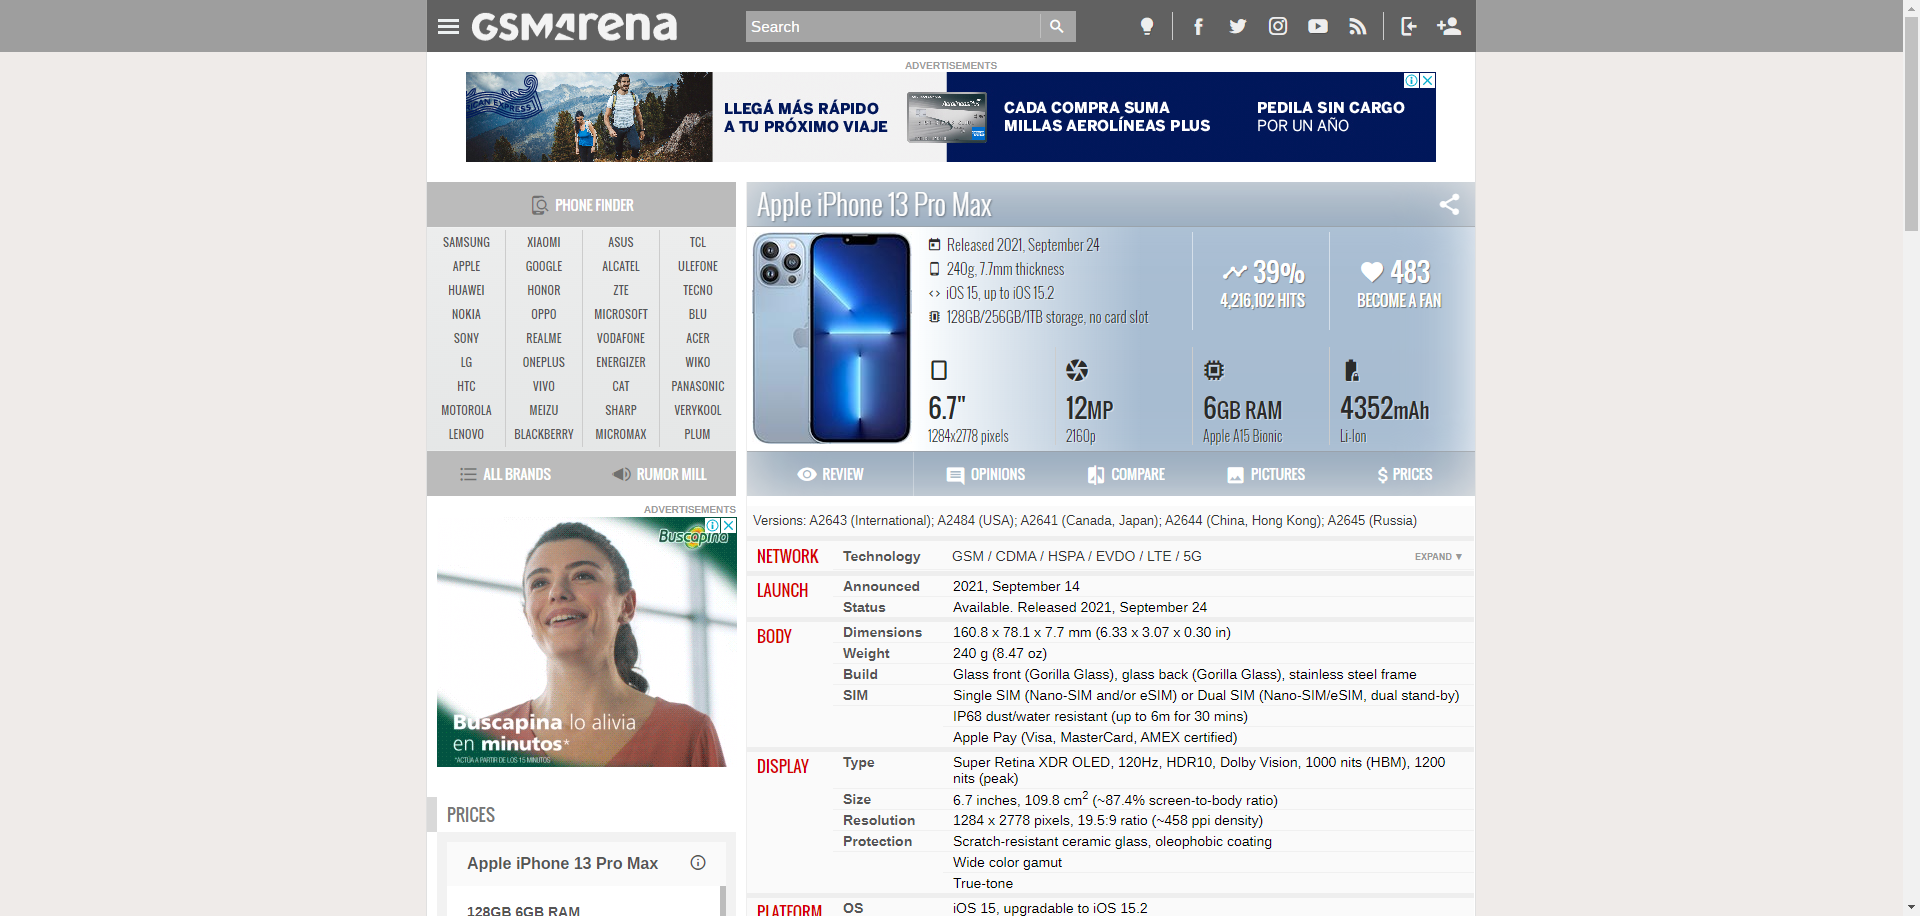 GSMArena
Search
ADVERTISEMENTS
LLEGÁ MÁS RÁPIDO
A TU PRÓXIMO VIAJE
CADA COMPRA SUMA
MILLAS AEROLÍNEAS PLUS
PEDILA SIN CARGO
POR UN AÑO
PHONE FINDER
SAMSUNG XIAOMI ASUS TCL
APPLE GOOGLE ALCATEL ULEFONE
HUAWEI HONOR ZTE TECNO
NOKIA OPPO MICROSOFT BLU
SONY REALME VODAFONE ACER
LG ONEPLUS ENERGIZER WIKO
HTC VIVO CAT PANASONIC
MOTOROLA MEIZU SHARP VERYKOOL
LENOVO BLACKBERRY MICROMAX PLUM
ALL BRANDS RUMOR MILL
Apple iPhone 13 Pro Max
Released 2021, September 24
240g, 7.7mm thickness
iOS 15, up to iOS 15.2
128GB/256GB/1TB storage, no card slot
39%
4,216,102 HITS
483
BECOME A FAN
6.7"
1284x2778 pixels
12MP
2160p
6GB RAM
Apple A15 Bionic
4352mAh
Li-Ion
REVIEW OPINIONS COMPARE PICTURES PRICES
ADVERTISEMENTS
Buscapina
Buscapina lo alivia
en minutos*
*ACTÚA A PARTIR DE LOS 15 MINUTOS
PRICES
Apple iPhone 13 Pro Max
128GB 6GB RAM
Versions: A2643 (International); A2484 (USA); A2641 (Canada, Japan); A2644 (China, Hong Kong); A2645 (Russia)
NETWORK Technology GSM / CDMA / HSPA / EVDO / LTE / 5G EXPAND ▼
LAUNCH Announced 2021, September 14
Status Available. Released 2021, September 24
BODY Dimensions 160.8 x 78.1 x 7.7 mm (6.33 x 3.07 x 0.30 in)
Weight 240 g (8.47 oz)
Build Glass front (Gorilla Glass), glass back (Gorilla Glass), stainless steel frame
SIM Single SIM (Nano-SIM and/or eSIM) or Dual SIM (Nano-SIM/eSIM, dual stand-by)
IP68 dust/water resistant (up to 6m for 30 mins)
Apple Pay (Visa, MasterCard, AMEX certified)
DISPLAY Type Super Retina XDR OLED, 120Hz, HDR10, Dolby Vision, 1000 nits (HBM), 1200
nits (peak)
Size 6.7 inches, 109.8 cm2 (~87.4% screen-to-body ratio)
Resolution 1284 x 2778 pixels, 19.5:9 ratio (~458 ppi density)
Protection Scratch-resistant ceramic glass, oleophobic coating
Wide color gamut
True-tone
PLATFORM OS iOS 15, upgradable to iOS 15.2